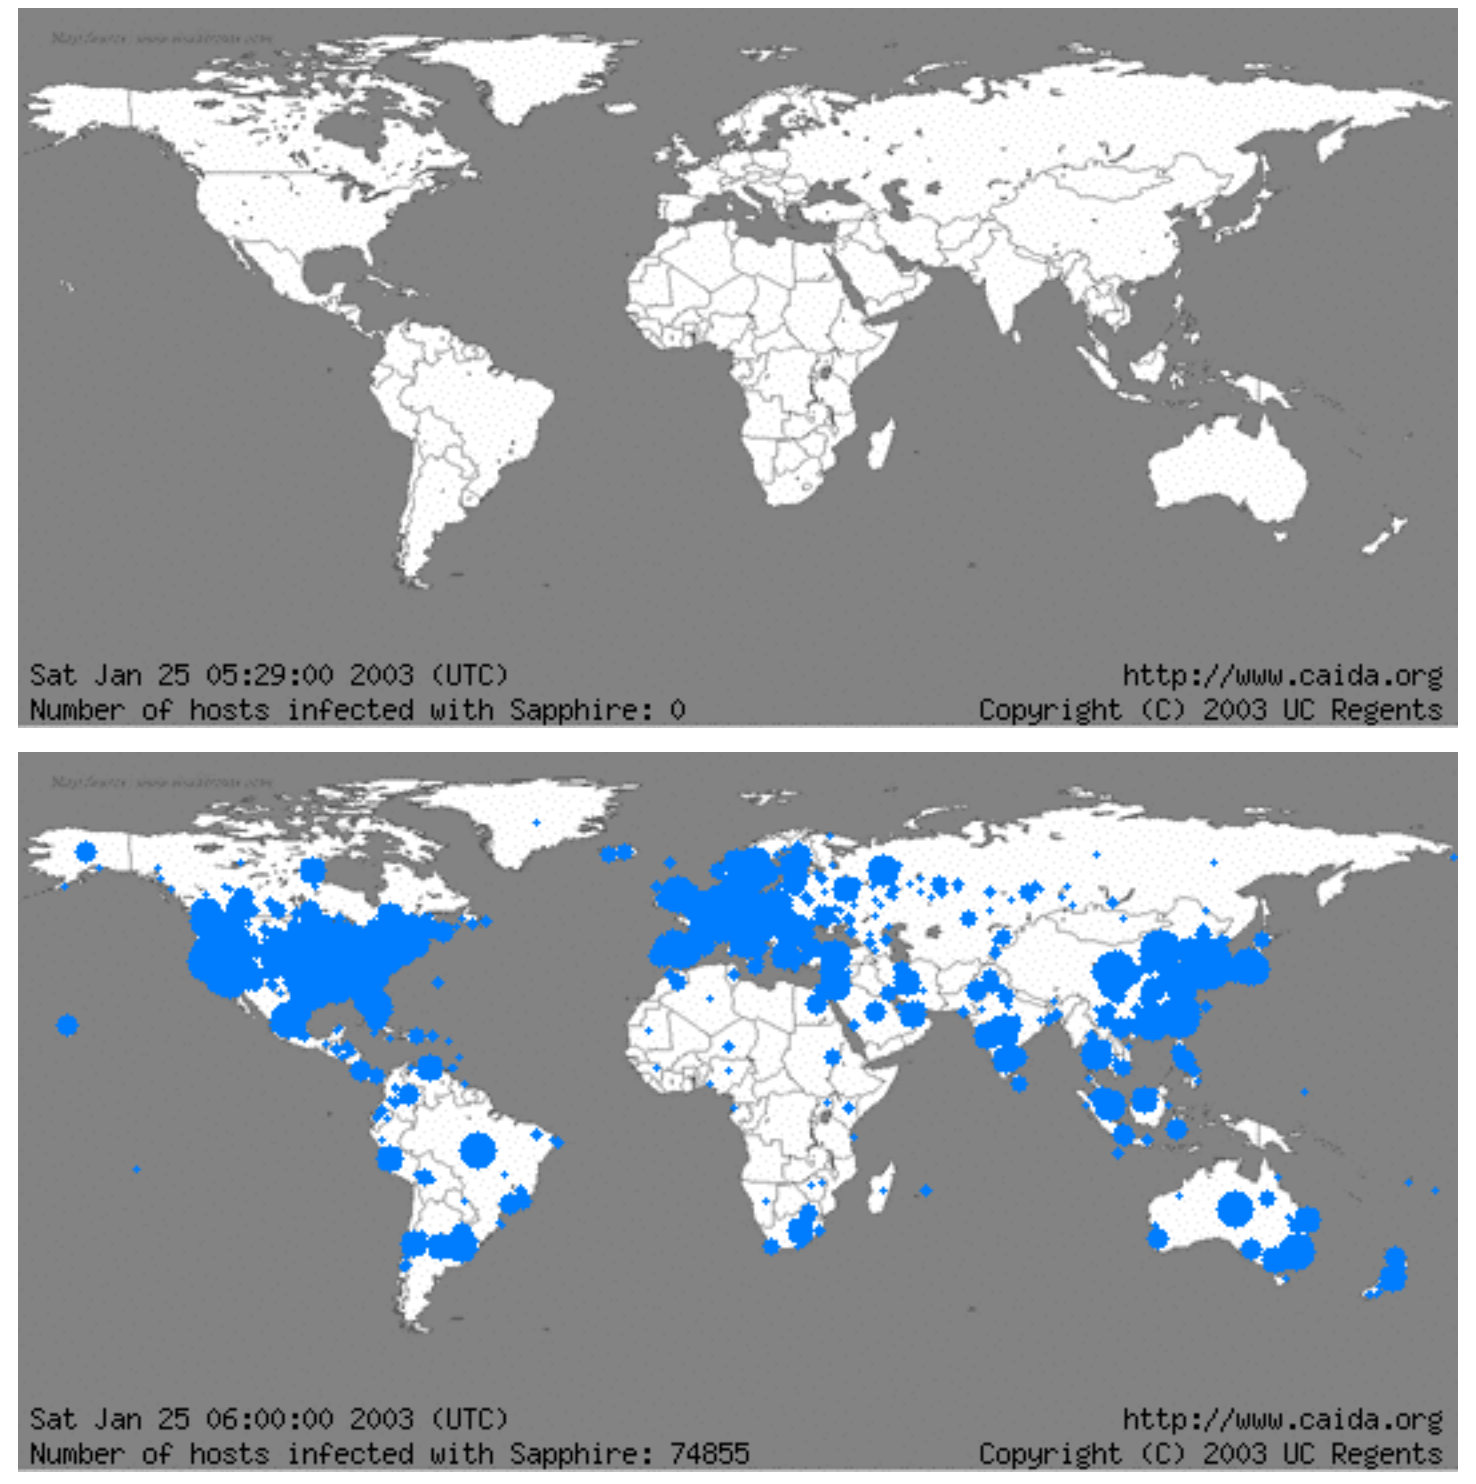 Sat Jan 25 05:29:00 2003 (UTC)
http://www.caida.org
Number of hosts infected with Sapphire: 0
Copyright (C) 2003 UC Regents
Sat Jan 25 06:00:00 2003 (UTC)
http://www.caida.org
Number of hosts infected with Sapphire: 74855
Copyright (C) 2003 UC Regents